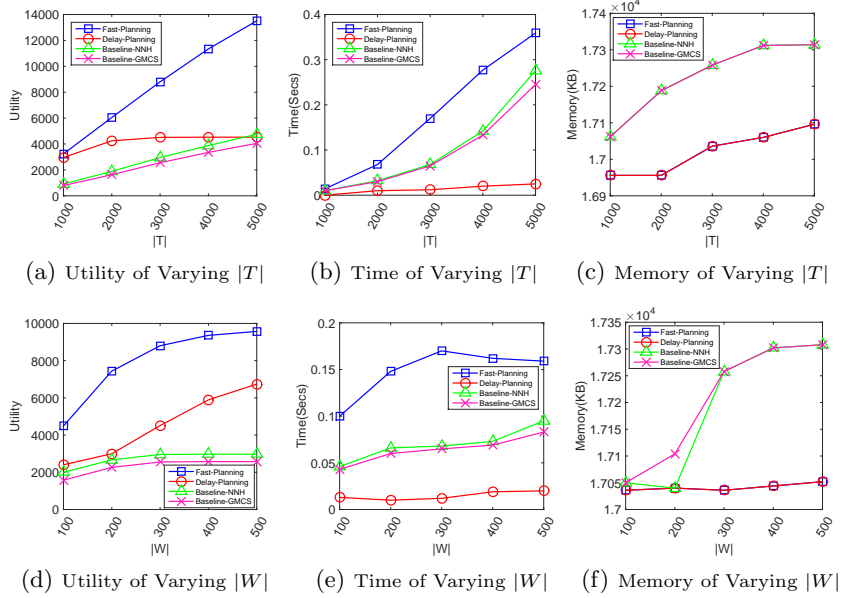 14000
12000
10000
8000
6000
4000
2000
0
Utility
Fast-Planning
Delay-Planning
Baseline-NNH
Baseline-GMCS
1000
2000
3000
4000
5000
|T|
(a) Utility of Varying |T|
0.4
0.3
0.2
0.1
0
Time(Secs)
Fast-Planning
Delay-Planning
Baseline-NNH
Baseline-GMCS
1000
2000
3000
4000
5000
|T|
(b) Time of Varying |T|
×10⁴
1.74
1.73
1.72
1.71
1.7
1.69
Memory(KB)
Fast-Planning
Delay-Planning
Baseline-NNH
Baseline-GMCS
1000
2000
3000
4000
5000
|T|
(c) Memory of Varying |T|
10000
8000
6000
4000
2000
0
Utility
Fast-Planning
Delay-Planning
Baseline-NNH
Baseline-GMCS
100
200
300
400
500
|W|
(d) Utility of Varying |W|
0.2
0.15
0.1
0.05
0
Time(Secs)
Fast-Planning
Delay-Planning
Baseline-NNH
Baseline-GMCS
100
200
300
400
500
|W|
(e) Time of Varying |W|
×10⁴
1.735
1.73
1.725
1.72
1.715
1.71
1.705
1.7
Memory(KB)
Fast-Planning
Delay-Planning
Baseline-NNH
Baseline-GMCS
100
200
300
400
500
|W|
(f) Memory of Varying |W|